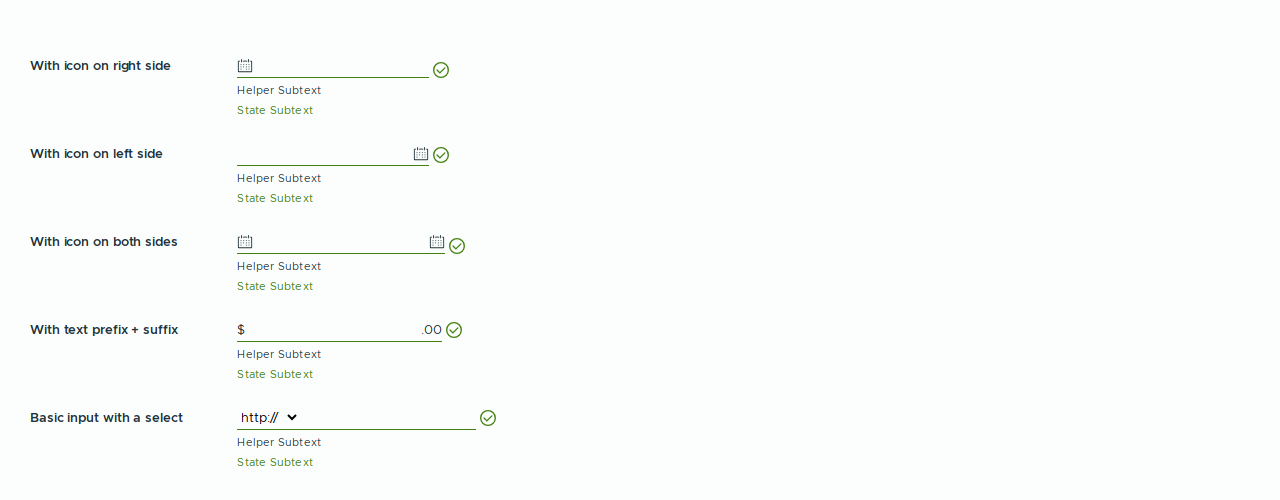 With icon on right side
Helper Subtext
State Subtext
With icon on left side
Helper Subtext
State Subtext
With icon on both sides
Helper Subtext
State Subtext
With text prefix + suffix $ .00
Helper Subtext
State Subtext
Basic input with a select http://
Helper Subtext
State Subtext